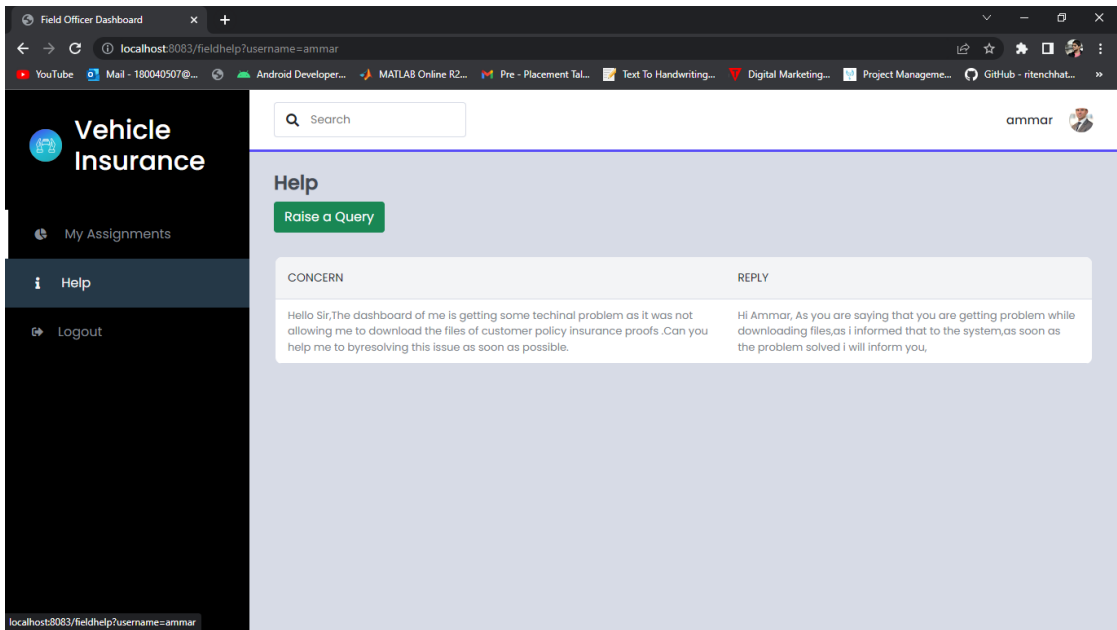 Field Officer Dashboard
localhost:8083/fieldhelp?username=ammar
YouTube Mail - 180040507@... Android Developer... MATLAB Online R2... Pre - Placement Tal... Text To Handwriting... Digital Marketing... Project Manageme... GitHub - ritenchhat... »
Vehicle
Insurance
Search
ammar
Help
Raise a Query
My Assignments
Help
Logout
CONCERN REPLY
Hello Sir,The dashboard of me is getting some techinal problem as it was not
allowing me to download the files of customer policy insurance proofs .Can you
help me to byresolving this issue as soon as possible.
Hi Ammar, As you are saying that you are getting problem while
downloading files,as i informed that to the system,as soon as
the problem solved i will inform you,
localhost:8083/fieldhelp?username=ammar